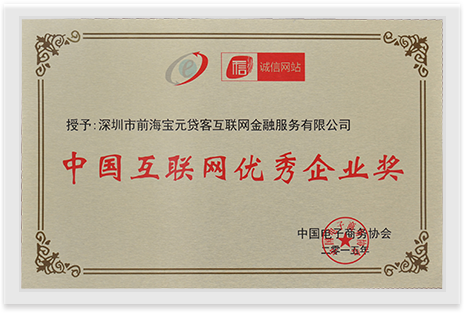 信 诚信网站
授予:深圳市前海宝元贷客互联网金融服务有限公司
中国互联网优秀企业奖
中国电子商务协会
二零一五年